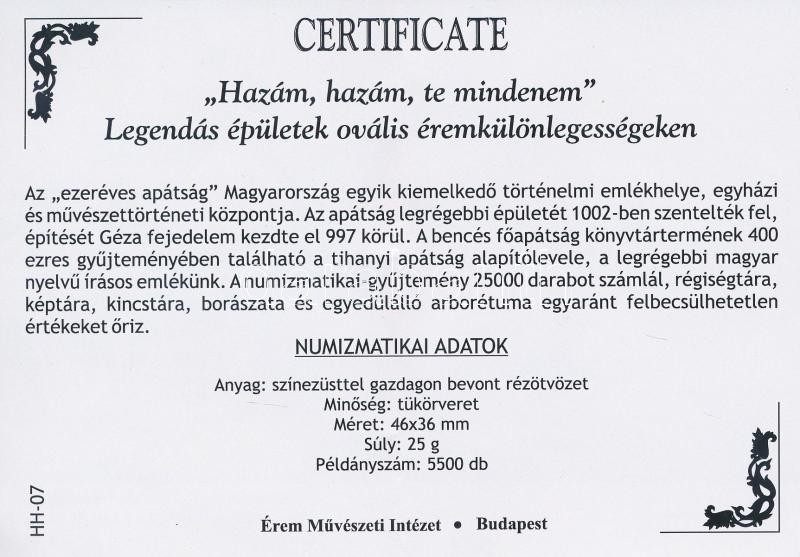 CERTIFICATE
„Hazám, hazám, te mindenem”
Legendás épületek ovális éremkülönlegességeken
Az „ezeréves apátság” Magyarország egyik kiemelkedő történelmi emlékhelye, egyházi
és művészettörténeti központja. Az apátság legrégebbi épületét 1002-ben szentelték fel,
építését Géza fejedelem kezdte el 997 körül. A bencés főapátság könyvtártermének 400
ezres gyűjteményében található a tihanyi apátság alapítólevele, a legrégebbi magyar
nyelvű írásos emlékünk. A numizmatikai gyűjtemény 25000 darabot számlál, régiségtára,
képtára, kincstára, borászata és egyedülálló arborétuma egyaránt felbecsülhetetlen
értékeket őriz.
NUMIZMATIKAI ADATOK
Anyag: színezüsttel gazdagon bevont rézötvözet
Minőség: tükörveret
Méret: 46x36 mm
Súly: 25 g
Példányszám: 5500 db
HH-07
Érem Művészeti Intézet • Budapest